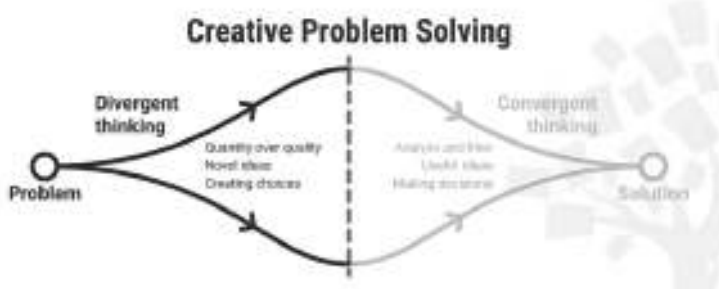 Creative Problem Solving
Divergent
thinking
Convergent
thinking
Quantity over quality
Novel ideas
Creating choices
Analyze and filter
Useful ideas
Making decisions
Problem
Solution